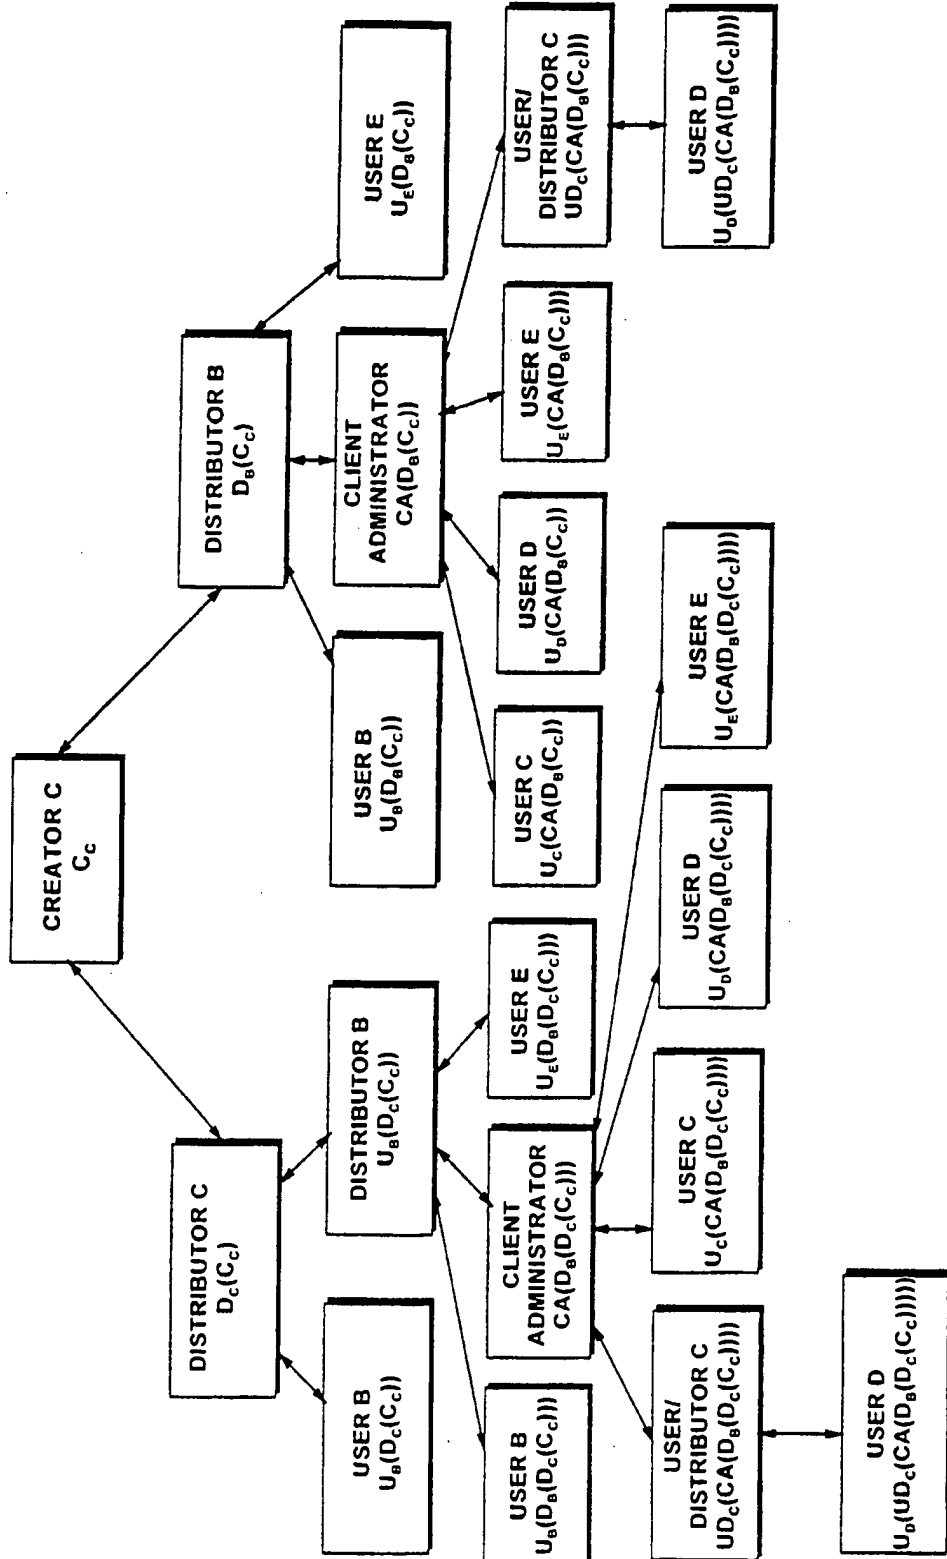 CREATOR C
C_C
DISTRIBUTOR C
D_C(C_C)
DISTRIBUTOR B
D_B(C_C)
USER B
U_B(D_C(C_C))
DISTRIBUTOR B
U_B(D_C(C_C))
USER B
U_B(D_B(C_C))
CLIENT
ADMINISTRATOR
CA(D_B(C_C))
USER E
U_E(D_B(C_C))
USER B
U_B(D_B(D_C(C_C)))
CLIENT
ADMINISTRATOR
CA(D_B(D_C(C_C)))
USER E
U_E(D_B(D_C(C_C)))
USER C
U_C(CA(D_B(C_C))
USER D
U_D(CA(D_B(C_C))
USER E
U_E(CA(D_B(C_C))))
USER/
DISTRIBUTOR C
UD_C(CA(D_B(C_C)))
USER/
DISTRIBUTOR C
UD_C(CA(D_B(D_C(C_C))))
USER C
U_C(CA(D_B(D_C(C_C))))
USER D
U_D(CA(D_B(D_C(C_C))))
USER E
U_E(CA(D_B(D_C(C_C))))
USER D
U_D(UD_C(CA(D_B(C_C))))
USER D
U_D(UD_C(CA(D_B(D_C(C_C))))))